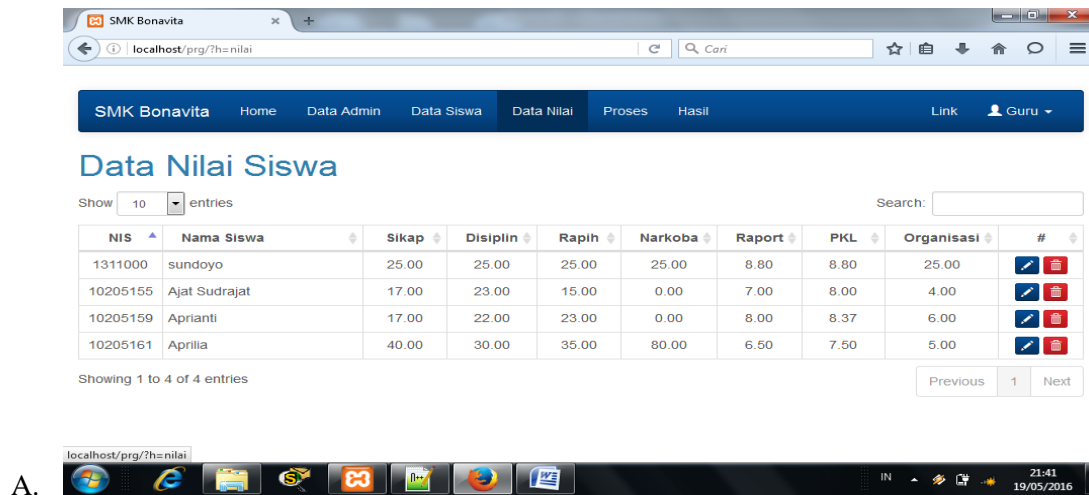 SMK Bonavita
localhost/prg/?h=nilai Cari
SMK Bonavita Home Data Admin Data Siswa Data Nilai Proses Hasil Link Guru
Data Nilai Siswa
Show 10 entries Search:
NIS Nama Siswa Sikap Disiplin Rapih Narkoba Raport PKL Organisasi #
1311000 sundoyo 25.00 25.00 25.00 25.00 8.80 8.80 25.00
10205155 Ajat Sudrajat 17.00 23.00 15.00 0.00 7.00 8.00 4.00
10205159 Aprianti 17.00 22.00 23.00 0.00 8.00 8.37 6.00
10205161 Aprilia 40.00 30.00 35.00 80.00 6.50 7.50 5.00
Showing 1 to 4 of 4 entries Previous 1 Next
localhost/prg/?h=nilai
A. IN 21:41
19/05/2016